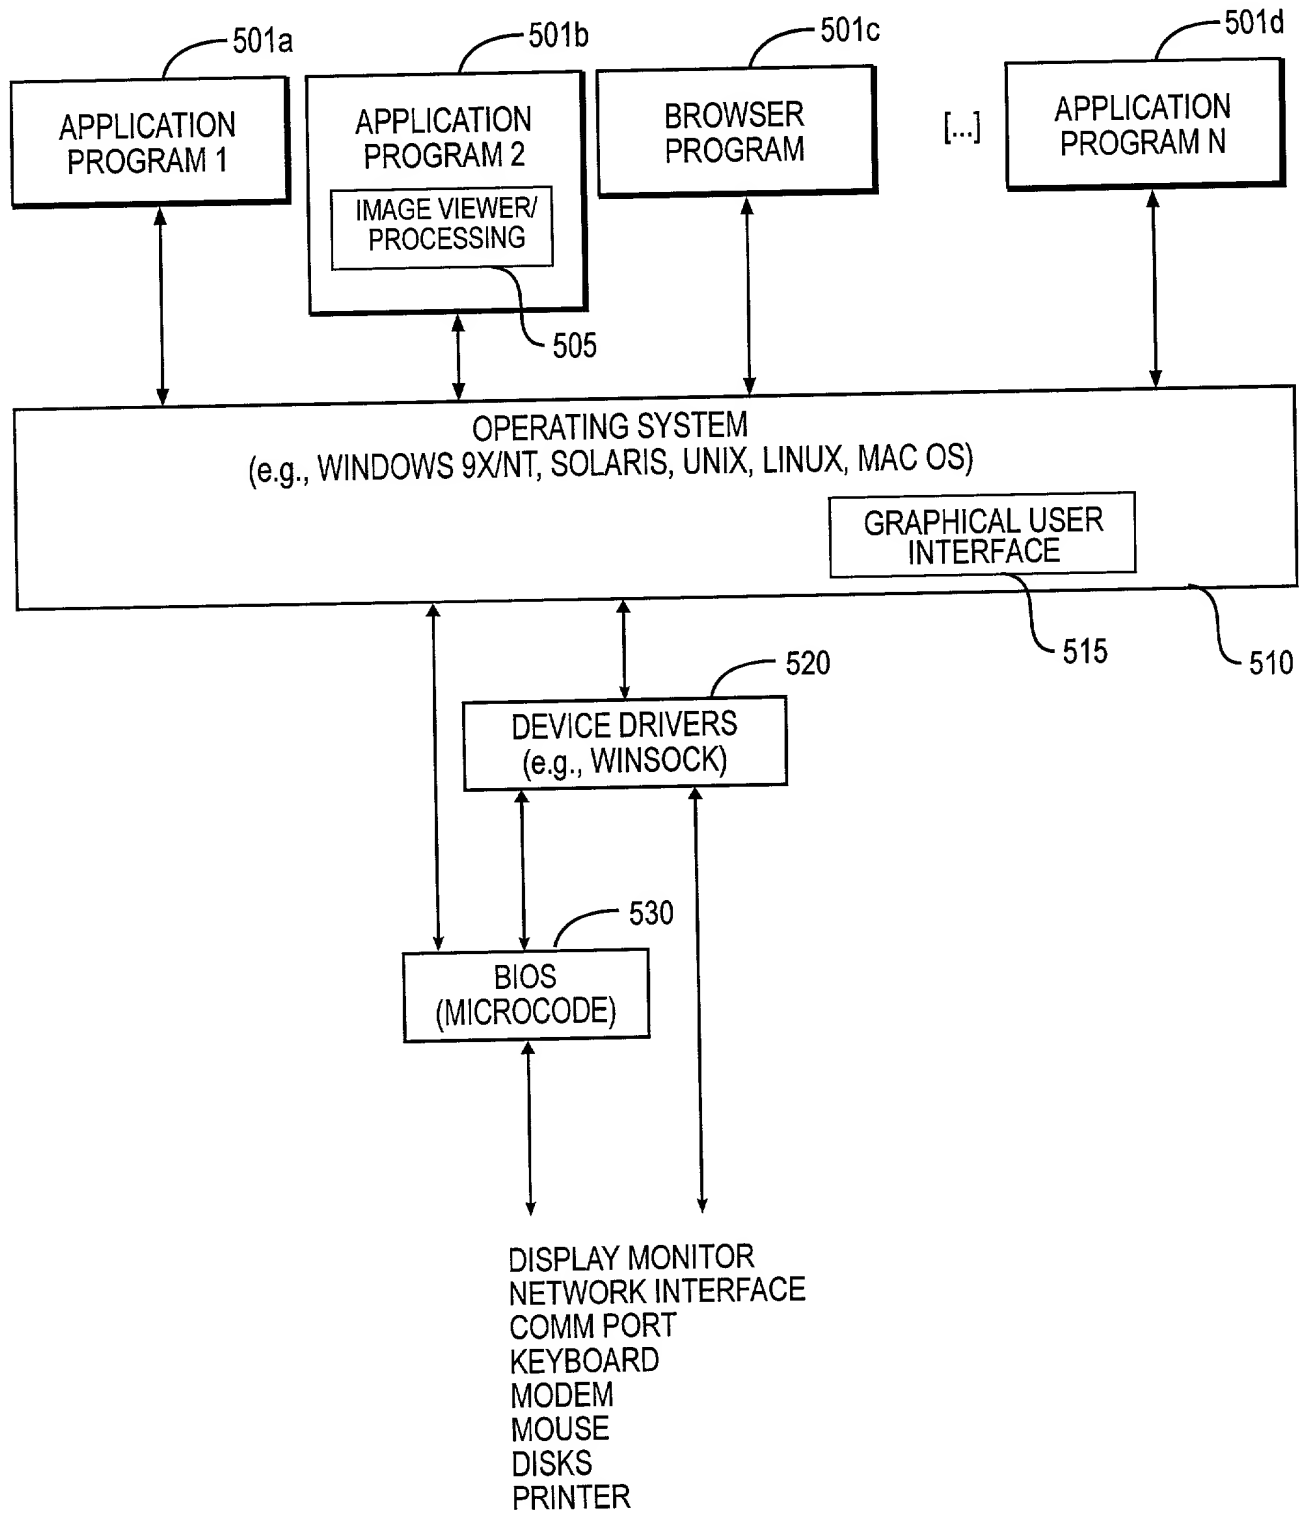 501a
501b
501c
501d
APPLICATION
PROGRAM 1
APPLICATION
PROGRAM 2
IMAGE VIEWER/
PROCESSING
BROWSER
PROGRAM
[...]
APPLICATION
PROGRAM N
505
OPERATING SYSTEM
(e.g., WINDOWS 9X/NT, SOLARIS, UNIX, LINUX, MAC OS)
GRAPHICAL USER
INTERFACE
515
510
520
DEVICE DRIVERS
(e.g., WINSOCK)
530
BIOS
(MICROCODE)
DISPLAY MONITOR
NETWORK INTERFACE
COMM PORT
KEYBOARD
MODEM
MOUSE
DISKS
PRINTER